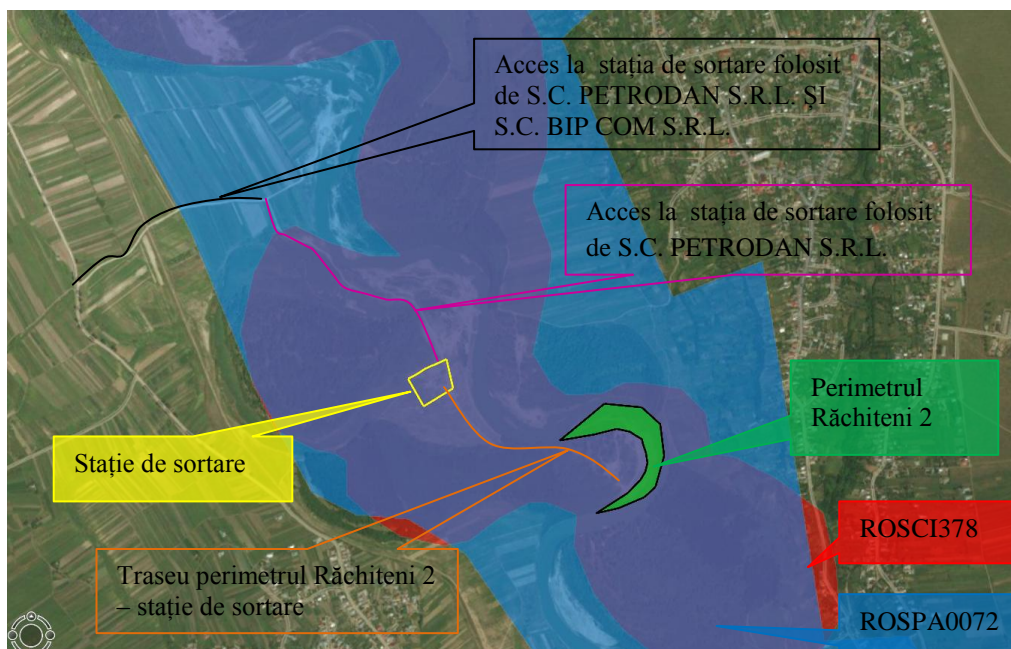 Acces la stația de sortare folosit
de S.C. PETRODAN S.R.L. ȘI
S.C. BIP COM S.R.L.
Acces la stația de sortare folosit
de S.C. PETRODAN S.R.L.
Perimetrul
Răchiteni 2
Stație de sortare
ROSCI378
Traseu perimetrul Răchiteni 2
– stație de sortare
ROSPA0072